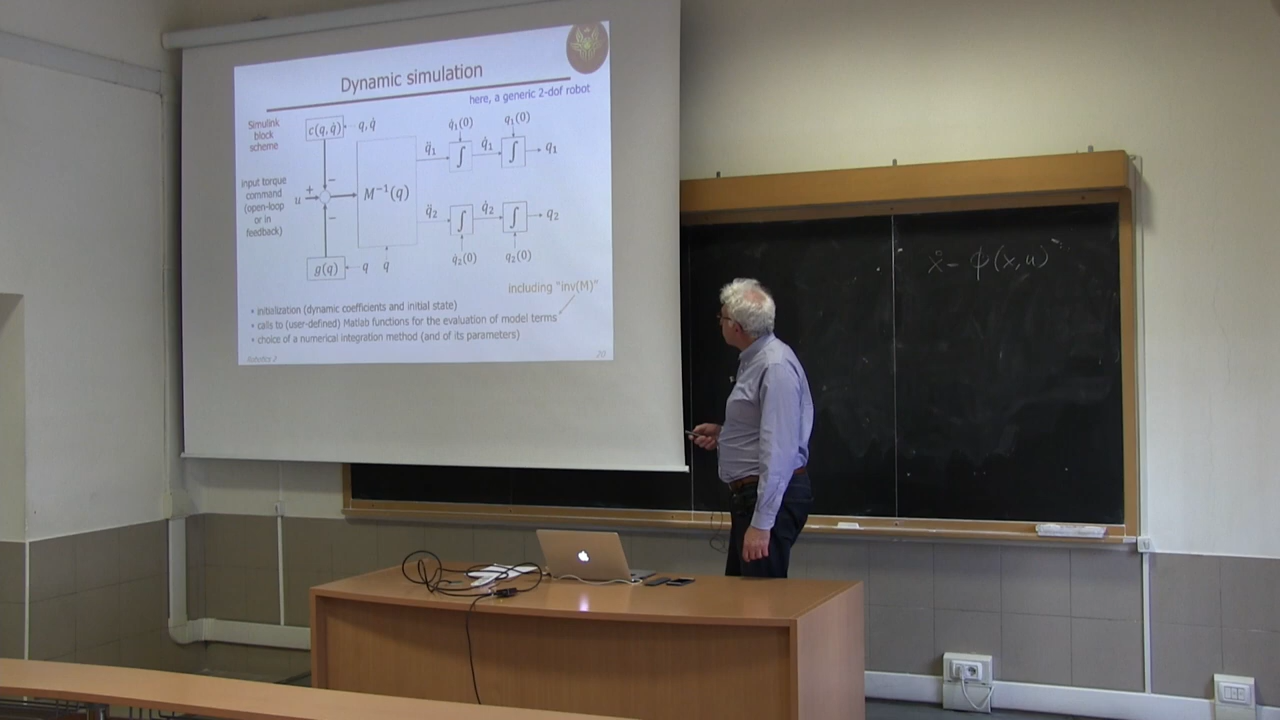 Dynamic simulation
here, a generic 2-dof robot
Simulink
block
scheme
c(q, q̇)
q, q̇
q̇₁(0)
q₁(0)
q̈₁
∫
q̇₁
∫
q₁
input torque
command
(open-loop
or in
feedback)
u
+
−
−
M⁻¹(q)
q̈₂
∫
q̇₂
∫
q₂
q̇₂(0)
q₂(0)
g(q)
q
q
including "inv(M)"
• initialization (dynamic coefficients and initial state)
• calls to (user-defined) Matlab functions for the evaluation of model terms
• choice of a numerical integration method (and of its parameters)
Robotics 2
20
ẋ = φ(x, u)